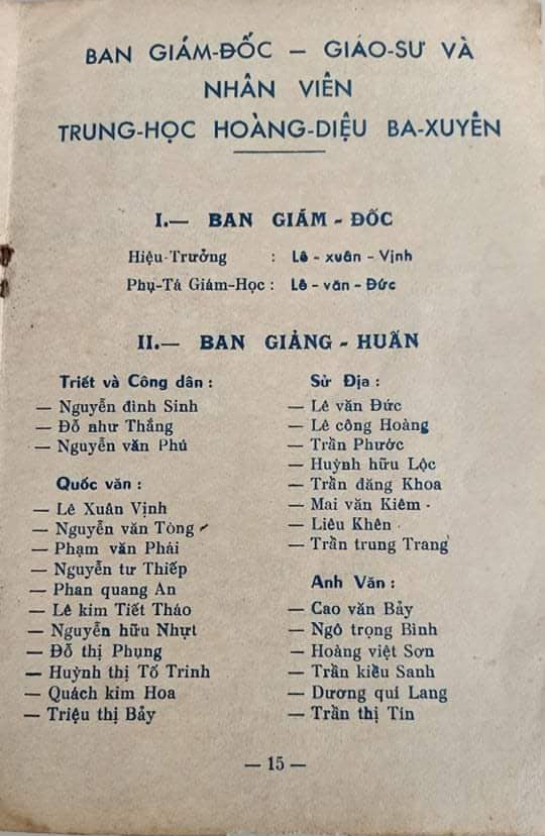 BAN GIÁM-ĐỐC – GIÁO-SƯ VÀ
NHÂN VIÊN
TRUNG-HỌC HOÀNG-DIỆU BA-XUYÊN
I.— BAN GIÁM - ĐỐC
Hiệu-Trưởng : Lê - xuân - Vịnh
Phụ-Tá Giám-Học : Lê - văn - Đức
II.— BAN GIẢNG - HUẤN
Triết và Công dân :
— Nguyễn đình Sinh
— Đỗ như Thắng
— Nguyễn văn Phú
Quốc văn :
— Lê Xuân Vịnh
— Nguyễn văn Tòng
— Phạm văn Phái
— Nguyễn tư Thiếp
— Phan quang An
— Lê kim Tiết Tháo
— Nguyễn hữu Nhựt
— Đỗ thị Phụng
— Huỳnh thị Tố Trinh
— Quách kim Hoa
— Triệu thị Bảy
Sử Địa :
— Lê văn Đức
— Lê công Hoàng
— Trần Phước
— Huỳnh hữu Lộc
— Trần đăng Khoa
— Mai văn Kiêm
— Liêu Khên
— Trần trung Trang
Anh Văn :
— Cao văn Bảy
— Ngô trọng Bình
— Hoàng việt Sơn
— Trần kiều Sanh
— Dương quí Lang
— Trần thị Tín
— 15 —